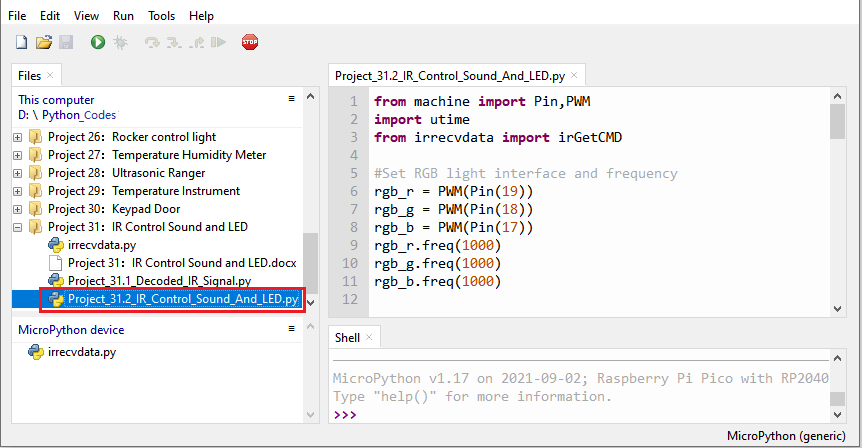 File Edit View Run Tools Help
STOP
Files ×
This computer
D: \ Python_Codes
Project 26：Rocker control light
Project 27：Temperature Humidity Meter
Project 28：Ultrasonic Ranger
Project 29：Temperature Instrument
Project 30：Keypad Door
Project 31：IR Control Sound and LED
irrecvdata.py
Project 31：IR Control Sound and LED.docx
Project_31.1_Decoded_IR_Signal.py
Project_31.2_IR_Control_Sound_And_LED.py
MicroPython device
irrecvdata.py
Project_31.2_IR_Control_Sound_And_LED.py ×
1 from machine import Pin,PWM
2 import utime
3 from irrecvdata import irGetCMD
4
5 #Set RGB light interface and frequency
6 rgb_r = PWM(Pin(19))
7 rgb_g = PWM(Pin(18))
8 rgb_b = PWM(Pin(17))
9 rgb_r.freq(1000)
10 rgb_g.freq(1000)
11 rgb_b.freq(1000)
12
Shell ×
MicroPython v1.17 on 2021-09-02; Raspberry Pi Pico with RP2040
Type "help()" for more information.
>>>
MicroPython (generic)